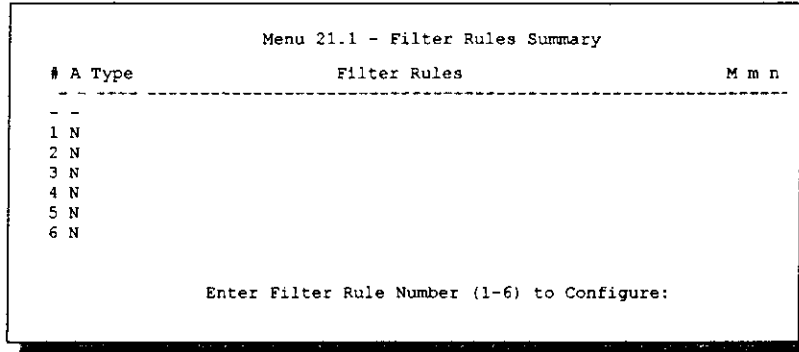 Menu 21.1 - Filter Rules Summary
# A Type Filter Rules M m n
- - ---- --------------------------------------------------------------- - - -
- -
1 N
2 N
3 N
4 N
5 N
6 N
Enter Filter Rule Number (1-6) to Configure: